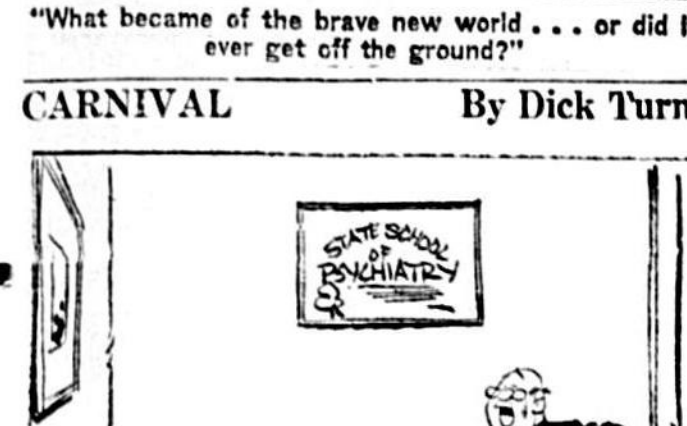 "What became of the brave new world . . . or did i
ever get off the ground?"
CARNIVAL By Dick Turn
STATE SCHOOL
OF
PSYCHIATRY